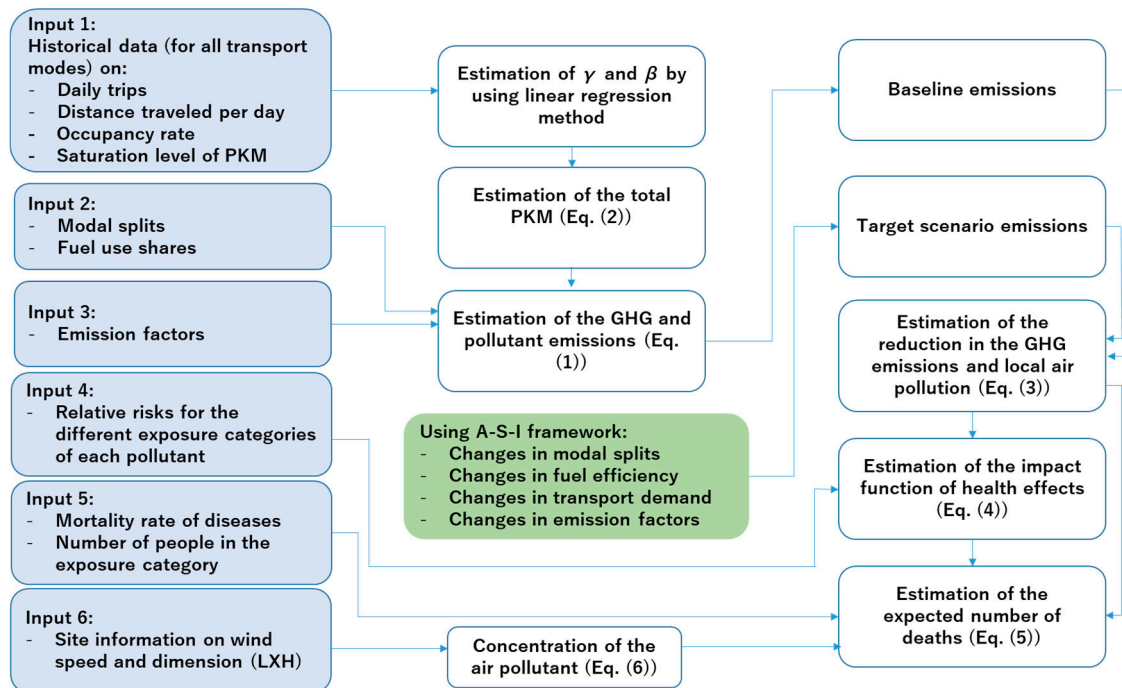 Input 1:
Historical data (for all transport
modes) on:
- Daily trips
- Distance traveled per day
- Occupancy rate
- Saturation level of PKM
Estimation of γ and β by
using linear regression
method
Baseline emissions
Input 2:
- Modal splits
- Fuel use shares
Estimation of the total
PKM (Eq. (2))
Target scenario emissions
Input 3:
- Emission factors
Estimation of the GHG and
pollutant emissions (Eq.
(1))
Estimation of the
reduction in the GHG
emissions and local air
pollution (Eq. (3))
Input 4:
- Relative risks for the
different exposure categories
of each pollutant
Using A-S-I framework:
- Changes in modal splits
- Changes in fuel efficiency
- Changes in transport demand
- Changes in emission factors
Estimation of the impact
function of health effects
(Eq. (4))
Input 5:
- Mortality rate of diseases
- Number of people in the
exposure category
Estimation of the
expected number of
deaths (Eq. (5))
Input 6:
- Site information on wind
speed and dimension (LXH)
Concentration of the
air pollutant (Eq. (6))